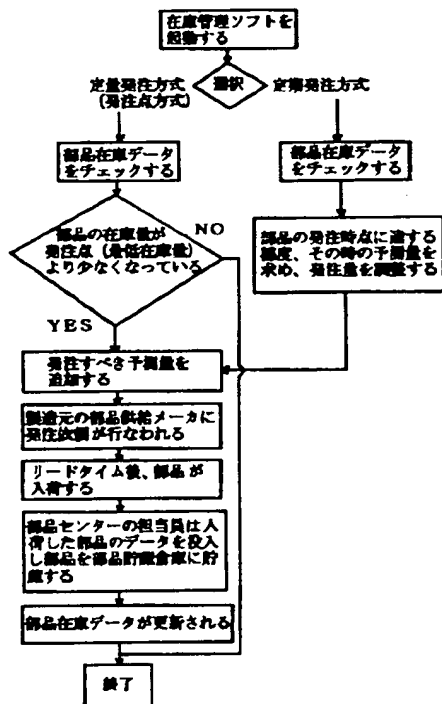 在庫管理ソフトを
起動する
選択
定量発注方式
(発注点方式)
定期発注方式
部品在庫データ
をチェックする
部品在庫データ
をチェックする
部品の在庫量が
発注点(最低在庫量)
より少なくなっている
NO
YES
部品の発注時点に達する
都度、その時の予測量を
求め、発注量を調整する
発注すべき予測量を
追加する
製造元の部品供給メーカに
発注依頼が行なわれる
リードタイム後、部品が
入荷する
部品センターの担当員は入
荷した部品のデータを投入
し部品を部品貯蔵倉庫に貯
蔵する
部品在庫データが更新される
終了